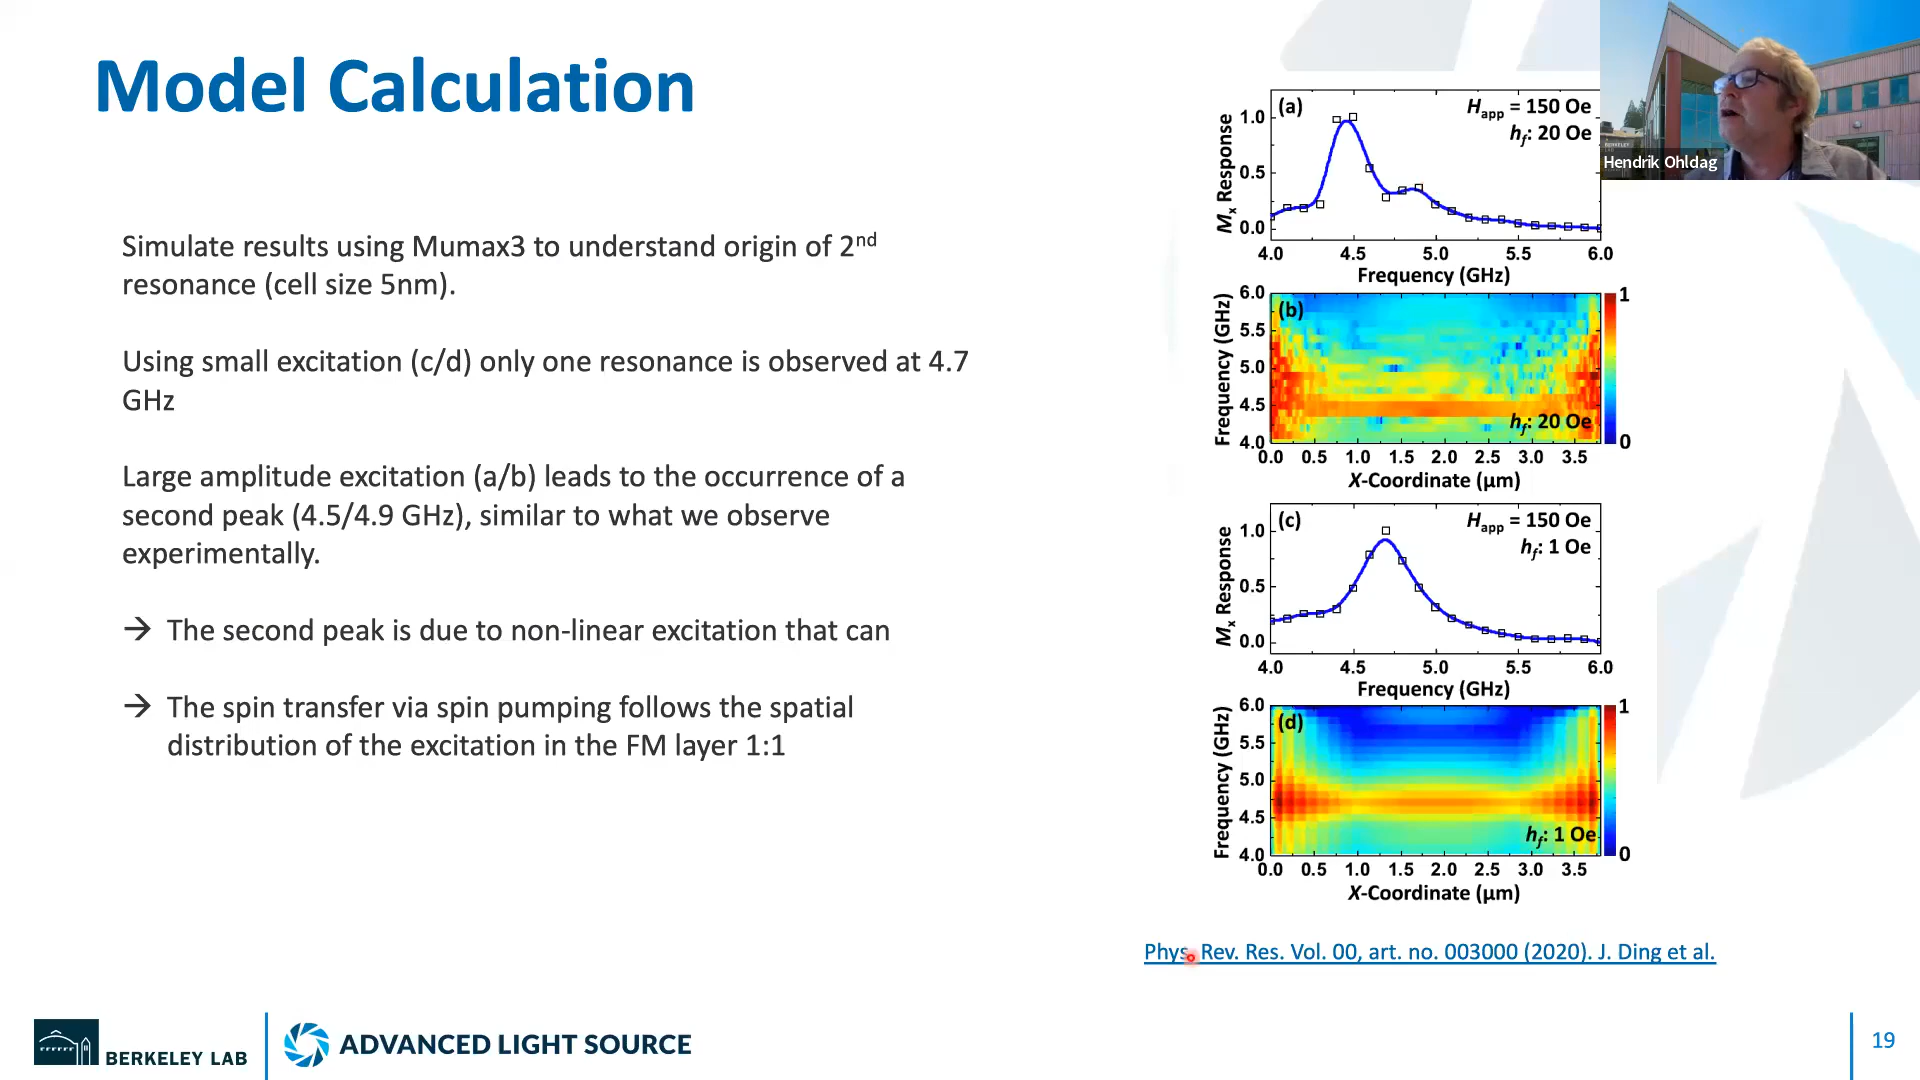 Model Calculation
Simulate results using Mumax3 to understand origin of 2nd
resonance (cell size 5nm).
Using small excitation (c/d) only one resonance is observed at 4.7
GHz
Large amplitude excitation (a/b) leads to the occurrence of a
second peak (4.5/4.9 GHz), similar to what we observe
experimentally.
→ The second peak is due to non-linear excitation that can
→ The spin transfer via spin pumping follows the spatial
distribution of the excitation in the FM layer 1:1
(a)
Happ = 150 Oe
hf: 20 Oe
Mx Response
1.0
0.5
0.0
4.0 4.5 5.0 5.5 6.0
Frequency (GHz)
(b)
Frequency (GHz)
6.0
5.5
5.0
4.5
4.0
hf: 20 Oe
1
0
0.0 0.5 1.0 1.5 2.0 2.5 3.0 3.5
X-Coordinate (µm)
(c)
Happ = 150 Oe
hf: 1 Oe
Mx Response
1.0
0.5
0.0
4.0 4.5 5.0 5.5 6.0
Frequency (GHz)
(d)
Frequency (GHz)
6.0
5.5
5.0
4.5
4.0
hf: 1 Oe
1
0
0.0 0.5 1.0 1.5 2.0 2.5 3.0 3.5
X-Coordinate (µm)
Phys. Rev. Res. Vol. 00, art. no. 003000 (2020). J. Ding et al.
Hendrik Ohldag
BERKELEY LAB
ADVANCED LIGHT SOURCE
19